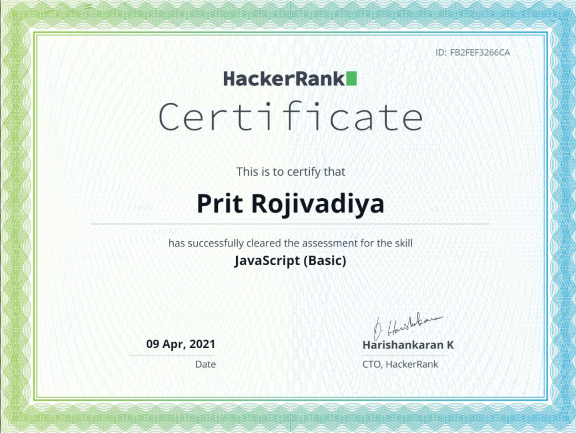 ID: FB2FEF3266CA
HackerRank
Certificate
This is to certify that
Prit Rojivadiya
has successfully cleared the assessment for the skill
JavaScript (Basic)
D. Harishankaran
09 Apr, 2021
Harishankaran K
Date
CTO, HackerRank